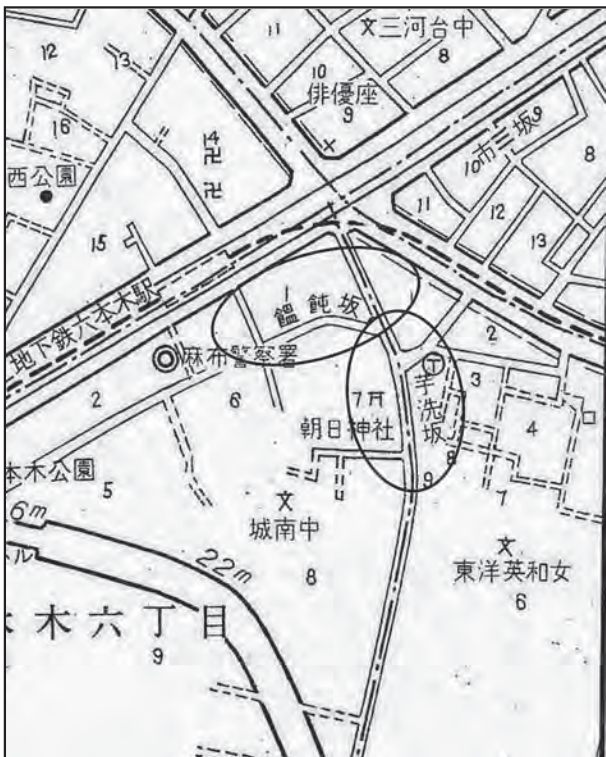 12
13
11
文三河台中
8
10
俳優座
9
×
16
14
卍
卍
西公園
15
10
市三坂
9
8
11
12
13
地下鉄六本木駅
1
饂飩坂
麻布警察署
2
6
7
朝日神社
芋洗坂
〒
2
3
4
8
9
7
本木公園
5
6m
ル
22m
文
城南中
8
文
東洋英和女
6
木六丁目
9